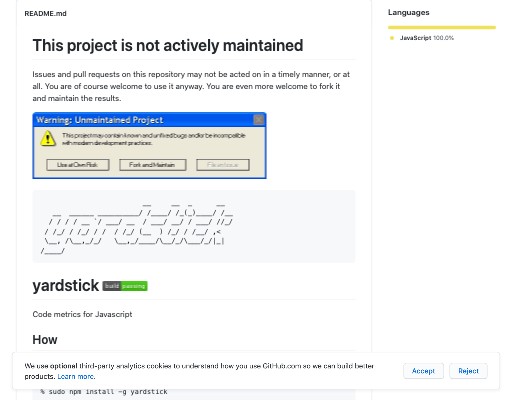 README.md
Languages
JavaScript 100.0%
This project is not actively maintained
Issues and pull requests on this repository may not be acted on in a timely manner, or at
all. You are of course welcome to use it anyway. You are even more welcome to fork it
and maintain the results.
Warning: Unmaintained Project
This project may contain known and unfixed bugs and/or be incompatible
with modern development practices.
Use at Own Risk
Fork and Maintain
File an Issue
yardstick
build passing
Code metrics for Javascript
How
We use optional third-party analytics cookies to understand how you use GitHub.com so we can build better
products. Learn more.
Accept
Reject
% sudo npm install -g yardstick